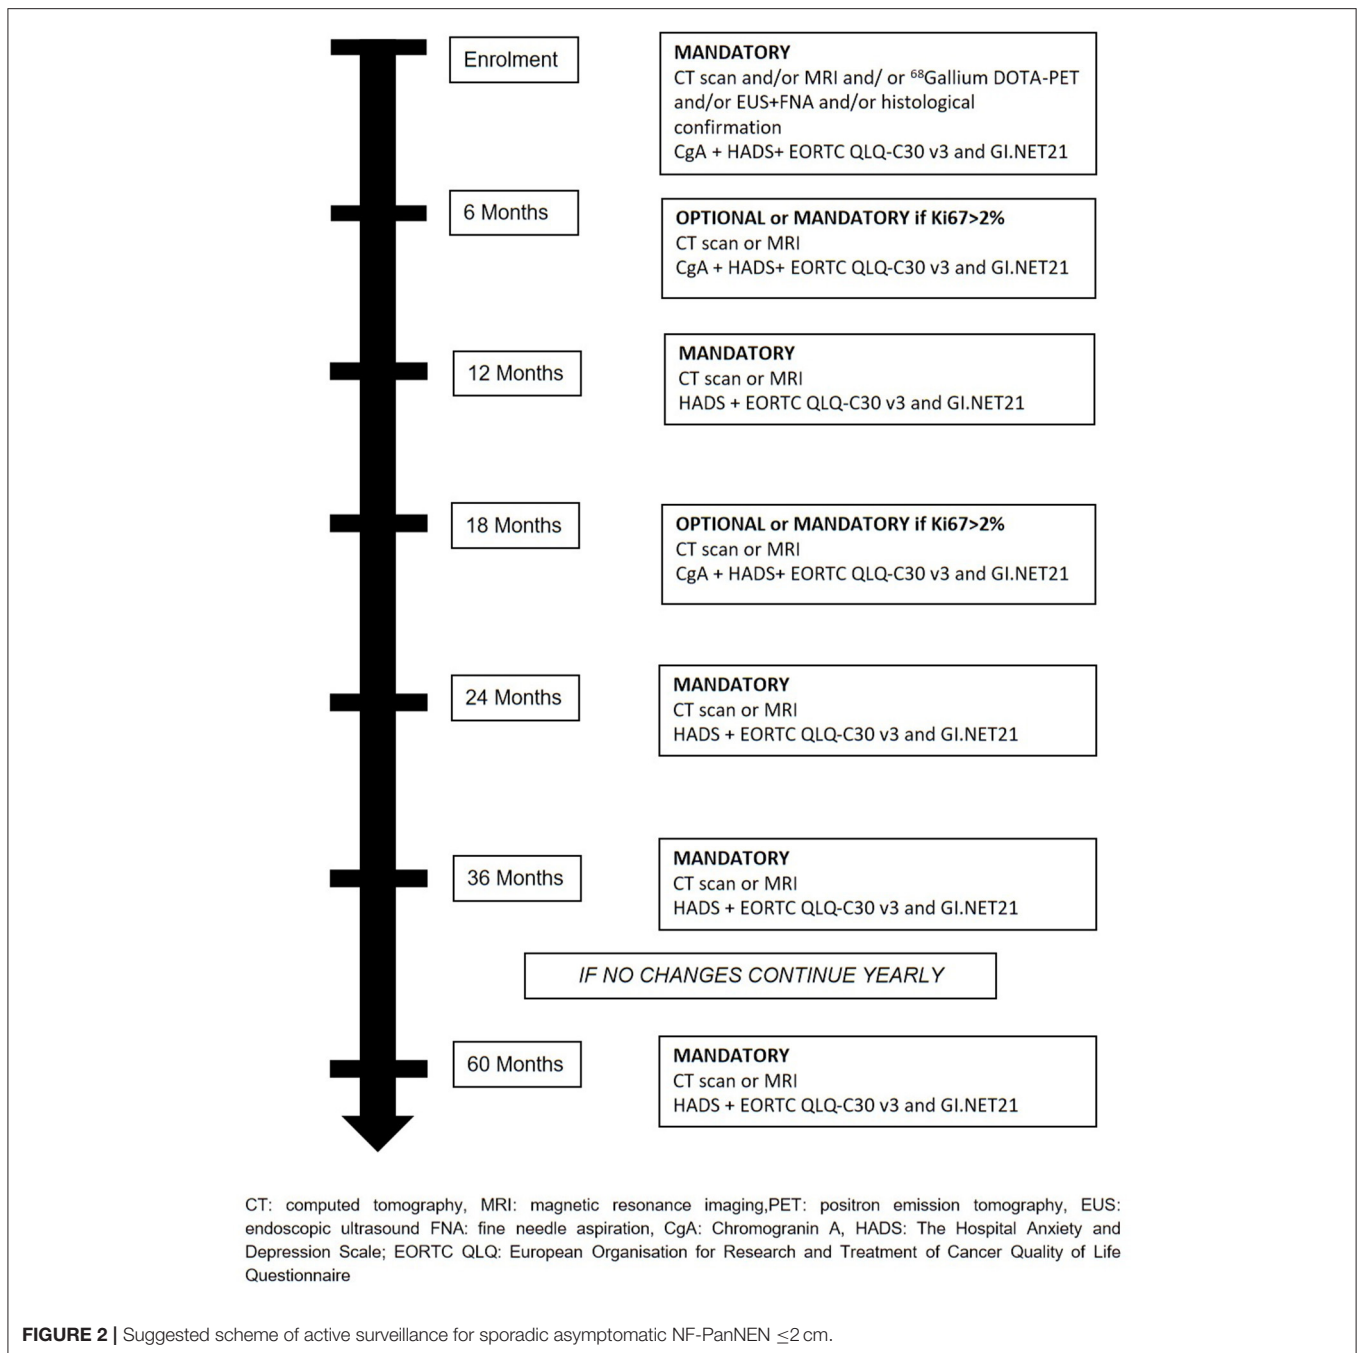 Enrolment
MANDATORY
CT scan and/or MRI and/ or ⁶⁸Gallium DOTA-PET
and/or EUS+FNA and/or histological
confirmation
CgA + HADS+ EORTC QLQ-C30 v3 and GI.NET21
6 Months
OPTIONAL or MANDATORY if Ki67>2%
CT scan or MRI
CgA + HADS+ EORTC QLQ-C30 v3 and GI.NET21
12 Months
MANDATORY
CT scan or MRI
HADS + EORTC QLQ-C30 v3 and GI.NET21
18 Months
OPTIONAL or MANDATORY if Ki67>2%
CT scan or MRI
CgA + HADS+ EORTC QLQ-C30 v3 and GI.NET21
24 Months
MANDATORY
CT scan or MRI
HADS + EORTC QLQ-C30 v3 and GI.NET21
36 Months
MANDATORY
CT scan or MRI
HADS + EORTC QLQ-C30 v3 and GI.NET21
IF NO CHANGES CONTINUE YEARLY
60 Months
MANDATORY
CT scan or MRI
HADS + EORTC QLQ-C30 v3 and GI.NET21
CT: computed tomography, MRI: magnetic resonance imaging,PET: positron emission tomography, EUS:
endoscopic ultrasound FNA: fine needle aspiration, CgA: Chromogranin A, HADS: The Hospital Anxiety and
Depression Scale; EORTC QLQ: European Organisation for Research and Treatment of Cancer Quality of Life
Questionnaire
FIGURE 2 | Suggested scheme of active surveillance for sporadic asymptomatic NF-PanNEN ≤2 cm.